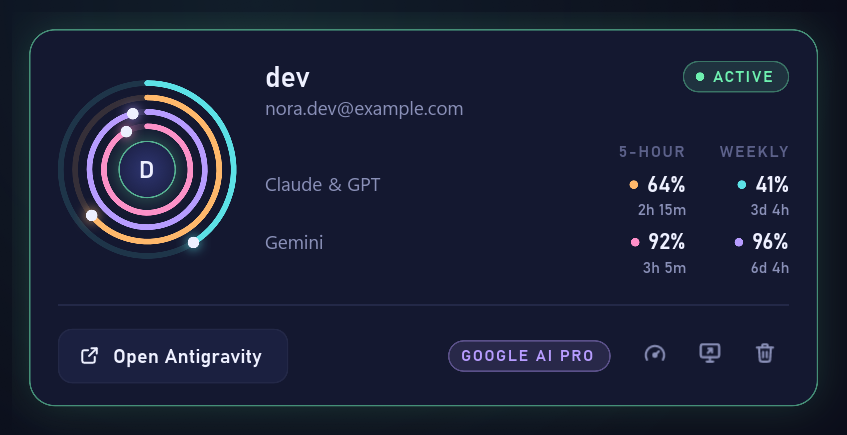 dev
ACTIVE
nora.dev@example.com
5-HOUR WEEKLY
D
Claude & GPT 64% 41%
2h 15m 3d 4h
Gemini 92% 96%
3h 5m 6d 4h
Open Antigravity
GOOGLE AI PRO